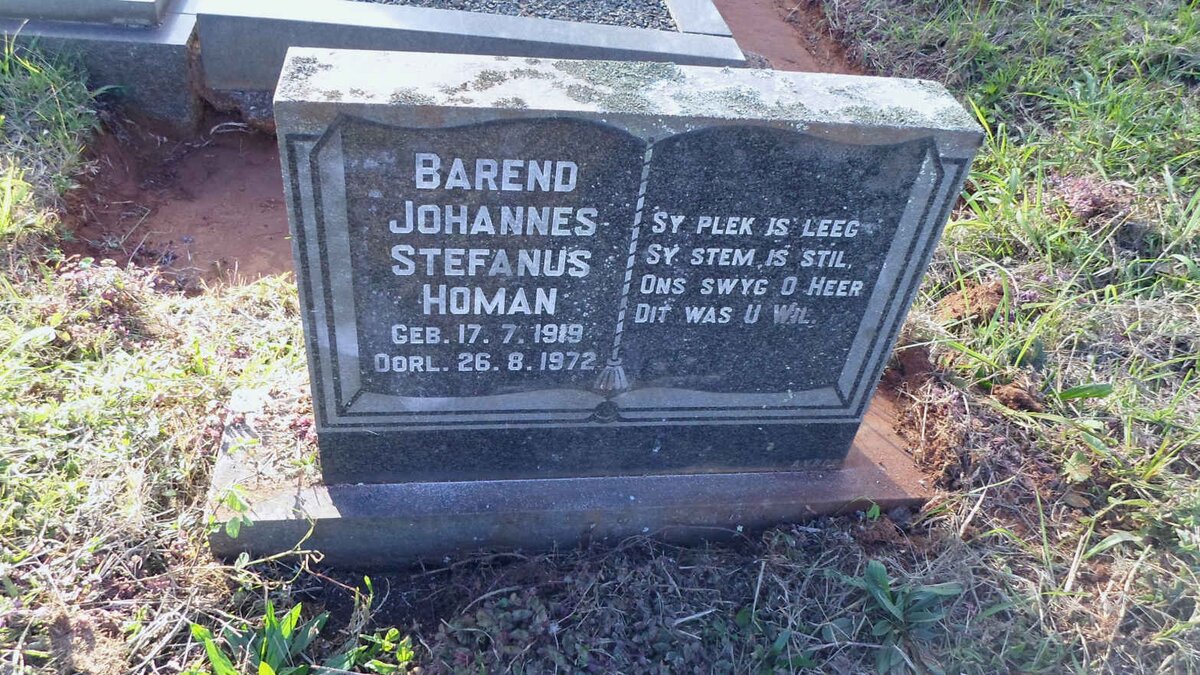 BAREND
JOHANNES
STEFANUS
HOMAN
GEB. 17. 7. 1919
OORL. 26. 8. 1972
SY PLEK IS LEEG
SY STEM IS STIL,
ONS SWYG O HEER
DIT WAS U WIL.